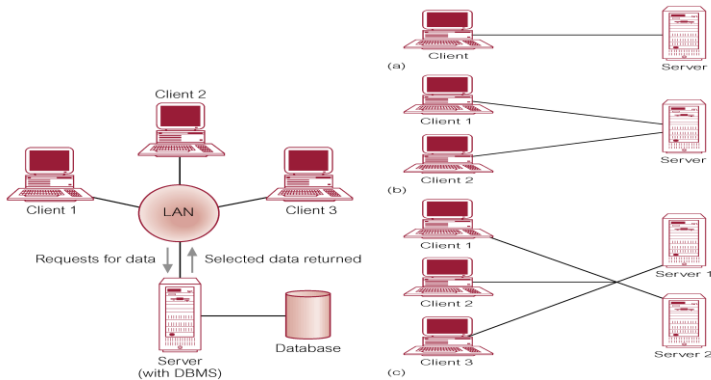 Client 2
Client 1
LAN
Client 3
Requests for data
Selected data returned
Server
(with DBMS)
Database
(a)
Client
Server
Client 1
Client 2
Server
(b)
Client 1
Client 2
Client 3
Server 1
Server 2
(c)